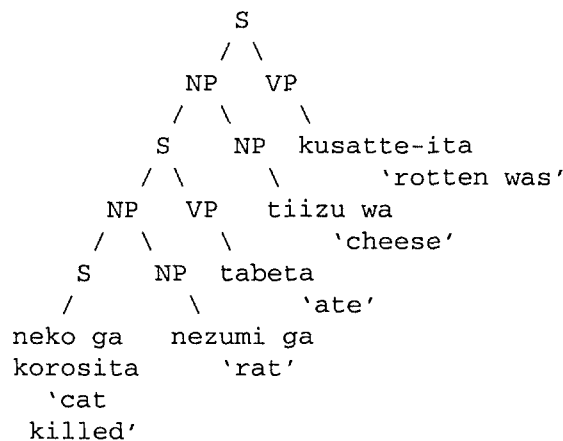 S
NP VP
S NP kusatte-ita
‘rotten was’
NP VP tiizu wa
‘cheese’
S NP tabeta
‘ate’
neko ga nezumi ga
korosita ‘rat’
‘cat
killed’